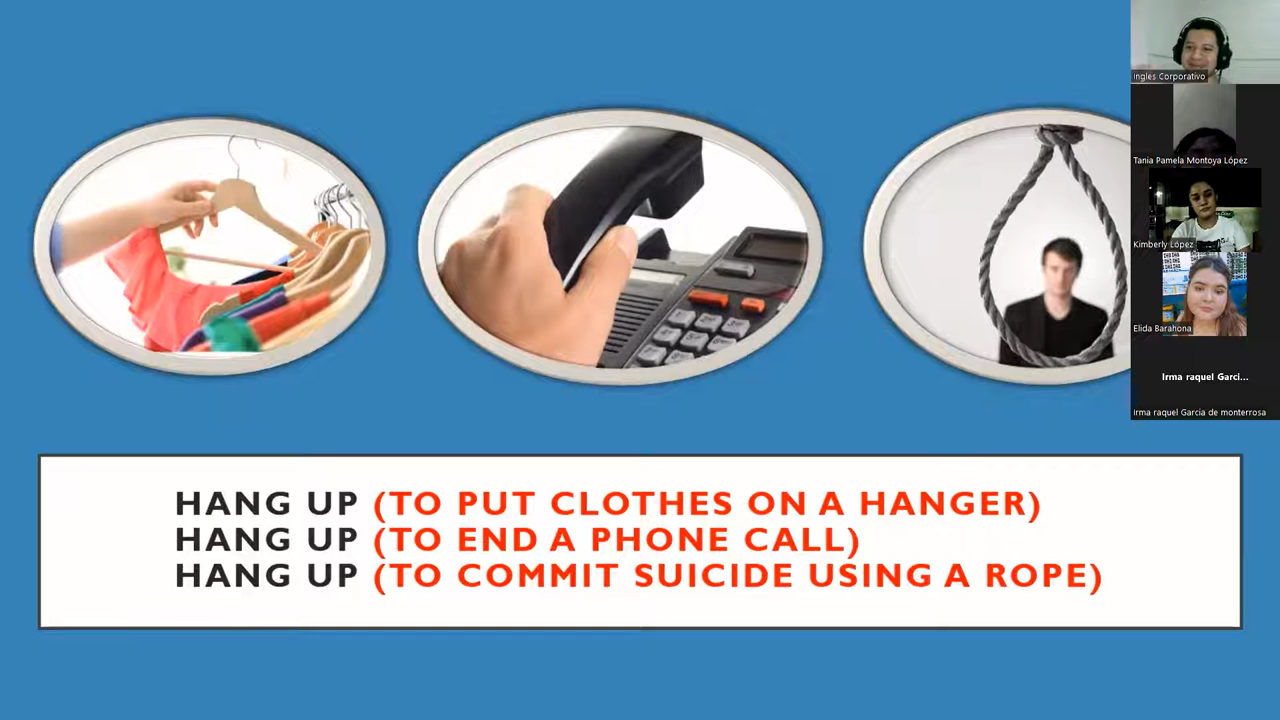 HANG UP (TO PUT CLOTHES ON A HANGER)
HANG UP (TO END A PHONE CALL)
HANG UP (TO COMMIT SUICIDE USING A ROPE)
Ingles Corporativo
Tania Pamela Montoya López
Kimberly López
Elida Barahona
Irma raquel Garci...
Irma raquel Garcia de monterrosa